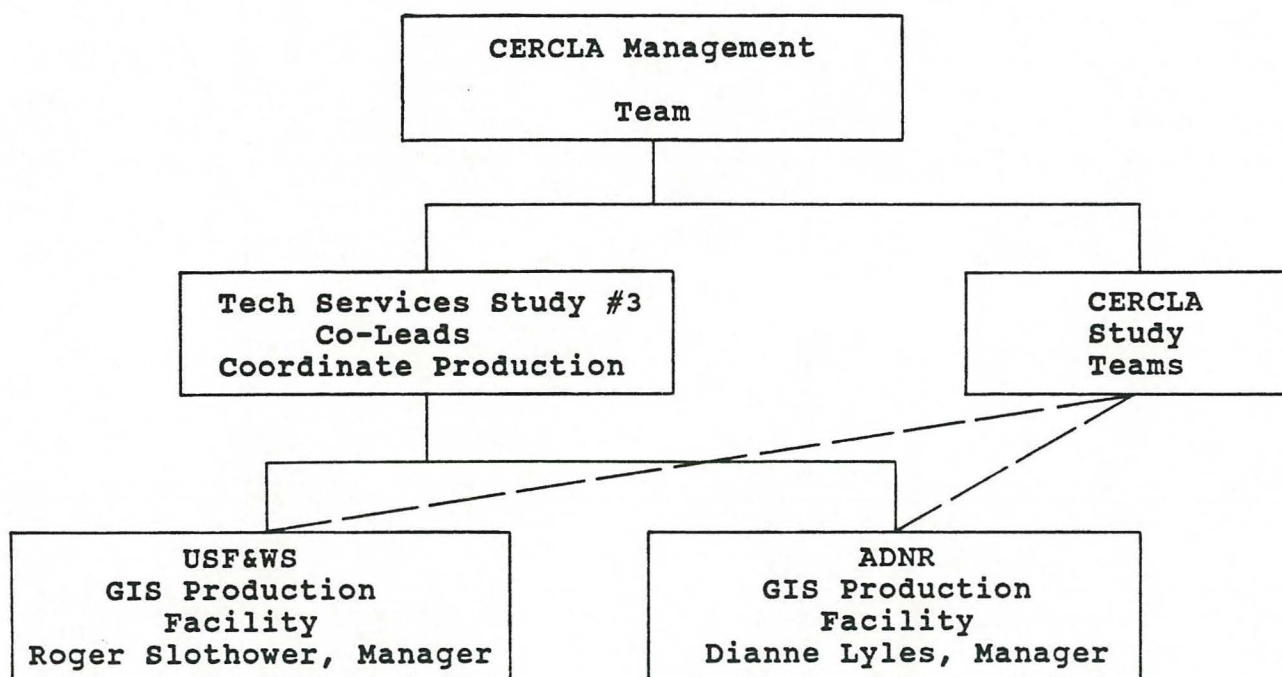 CERCLA Management
Team
Tech Services Study #3
Co-Leads
Coordinate Production
CERCLA
Study
Teams
USF&WS
GIS Production
Facility
Roger Slothower, Manager
ADNR
GIS Production
Facility
Dianne Lyles, Manager